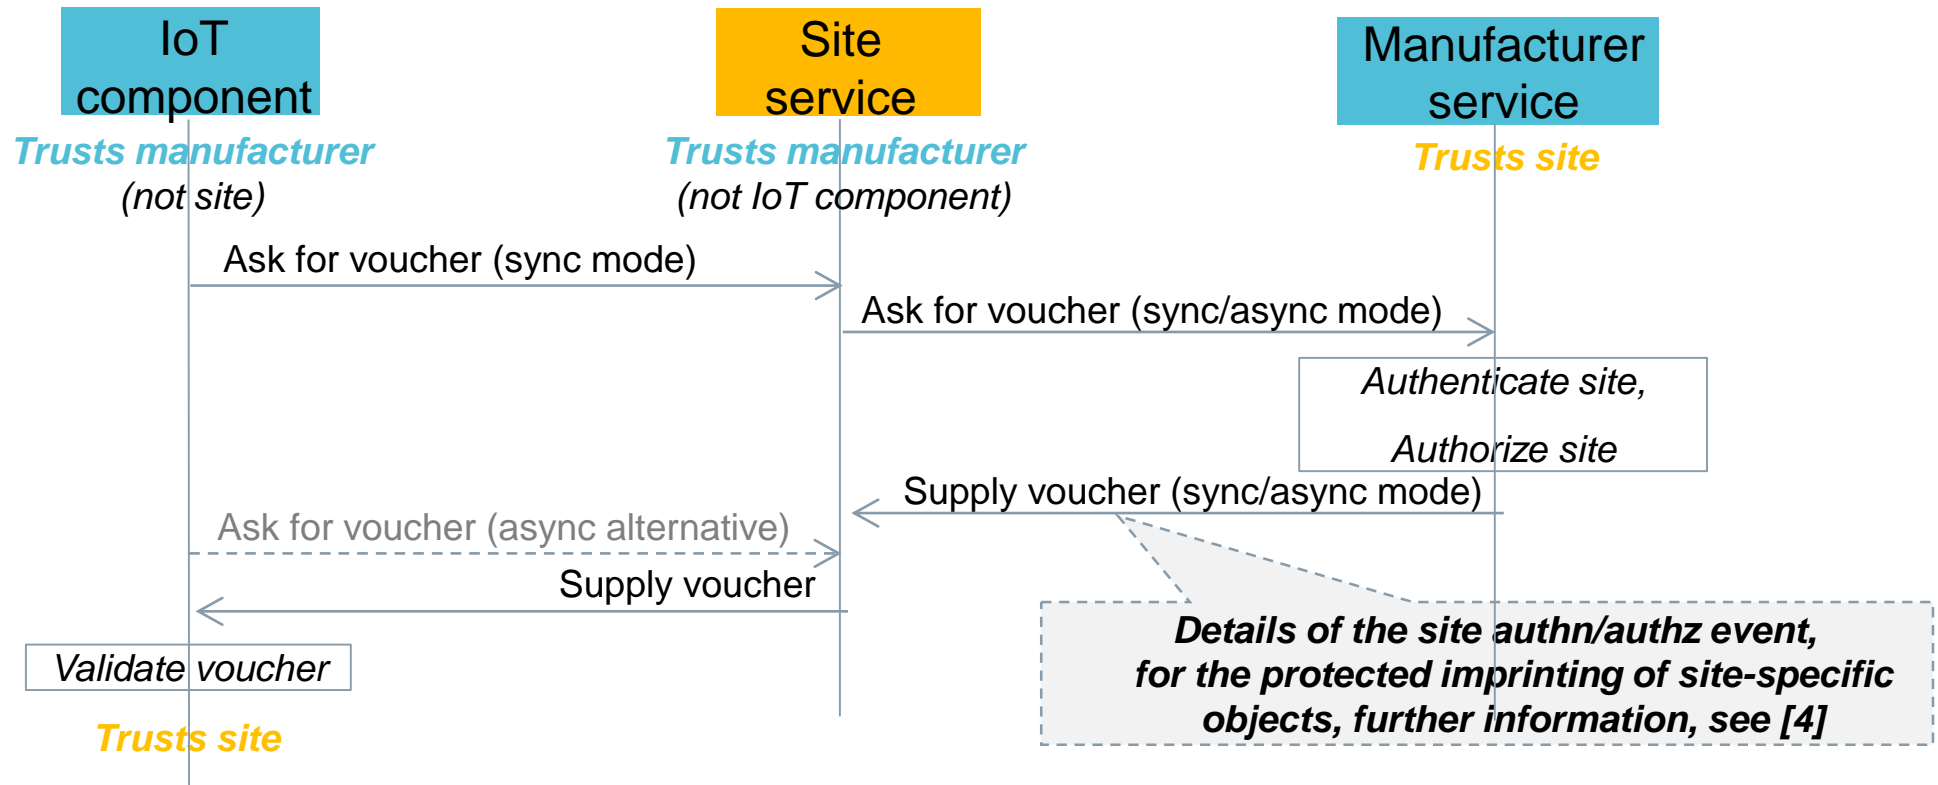 IoT
component
Site
service
Manufacturer
service
Trusts manufacturer
(not site)
Trusts manufacturer
(not IoT component)
Trusts site
Ask for voucher (sync mode)
Ask for voucher (sync/async mode)
Authenticate site,
Authorize site
Supply voucher (sync/async mode)
Ask for voucher (async alternative)
Supply voucher
Details of the site authn/authz event,
for the protected imprinting of site-specific
objects, further information, see [4]
Validate voucher
Trusts site